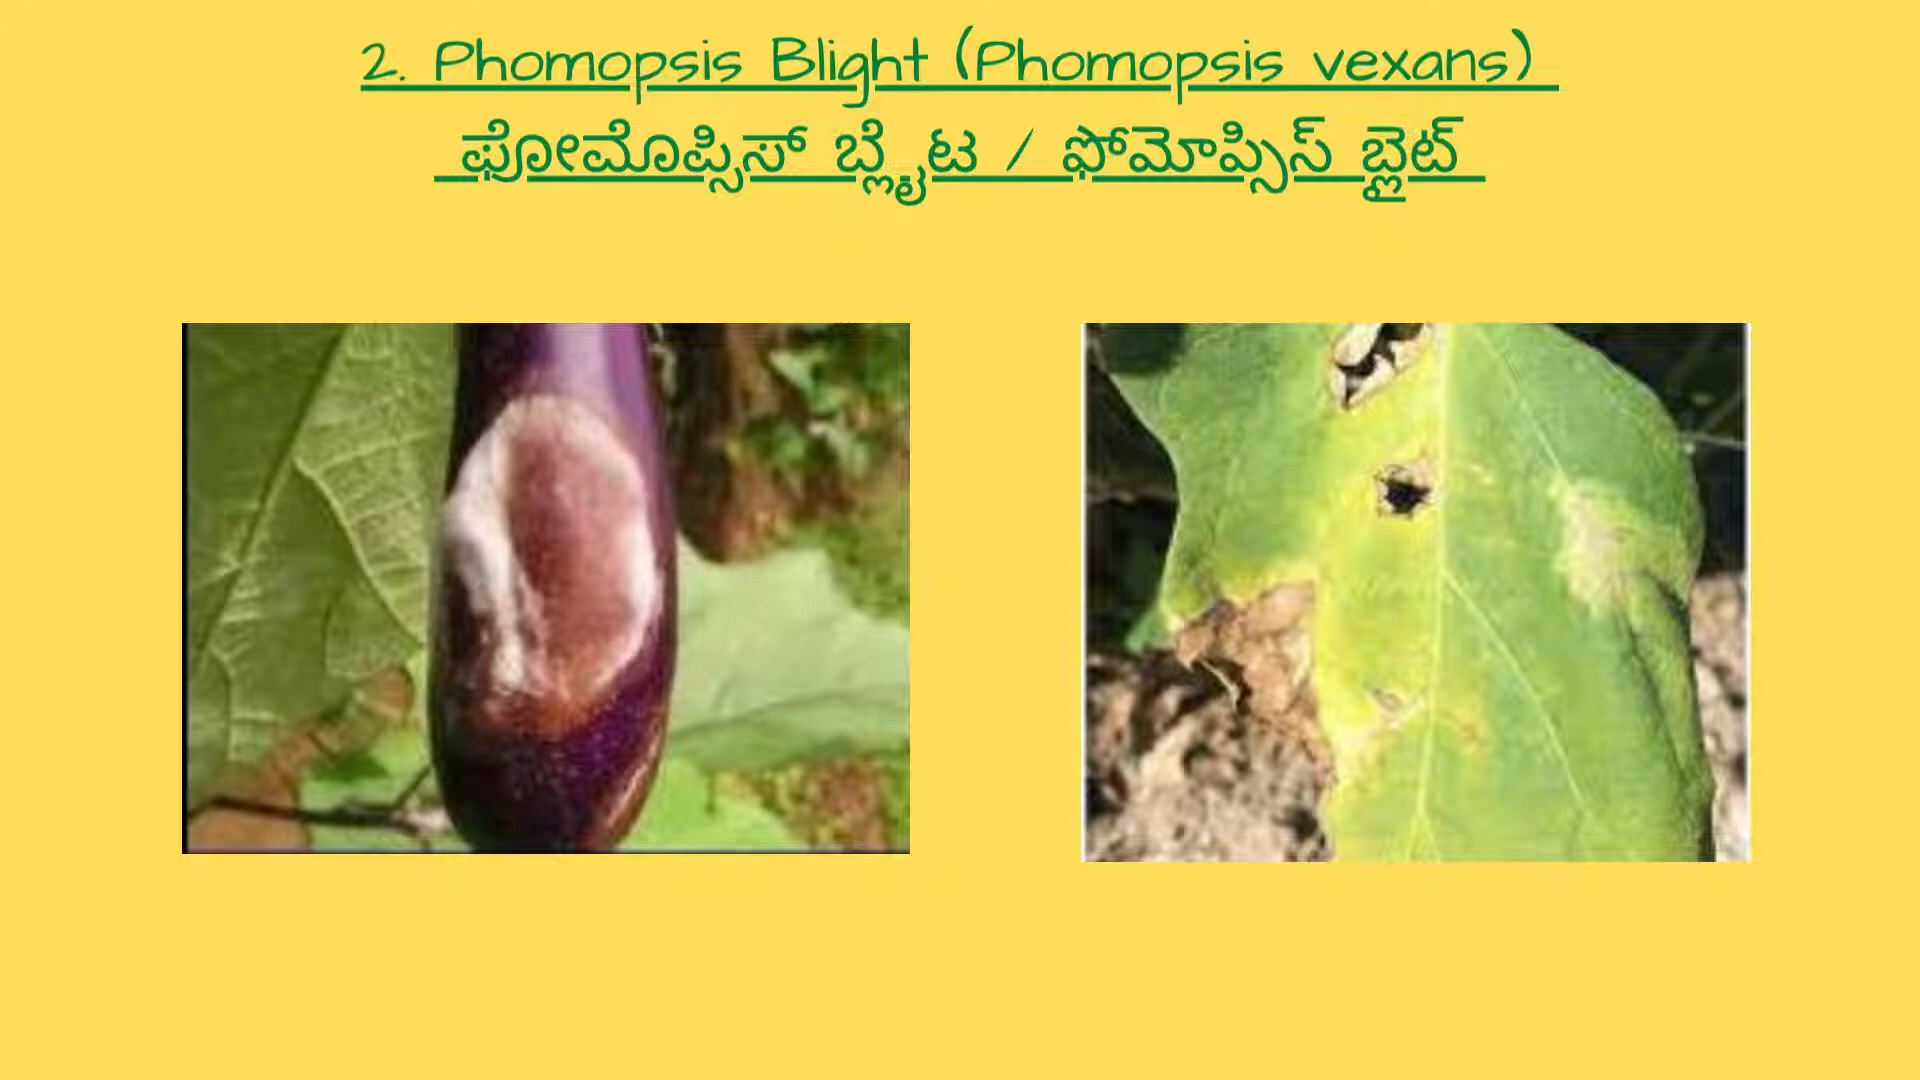 2. Phomopsis Blight (Phomopsis vexans)
ಫೋಮೊಪ್ಸಿಸ್ ಬ್ಲೈಟ / ಫೋಮೋಪ್ಸಿಸ್ ಬ್ಲೈಟ್